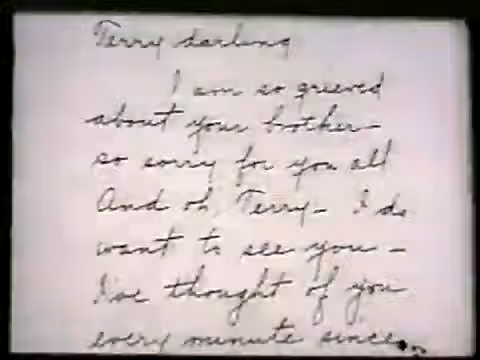 Terry darling
I am so grieved
about your brother—
so sorry for you all
And oh, Terry— I do
want to see you —
I've thought of you
every minute since